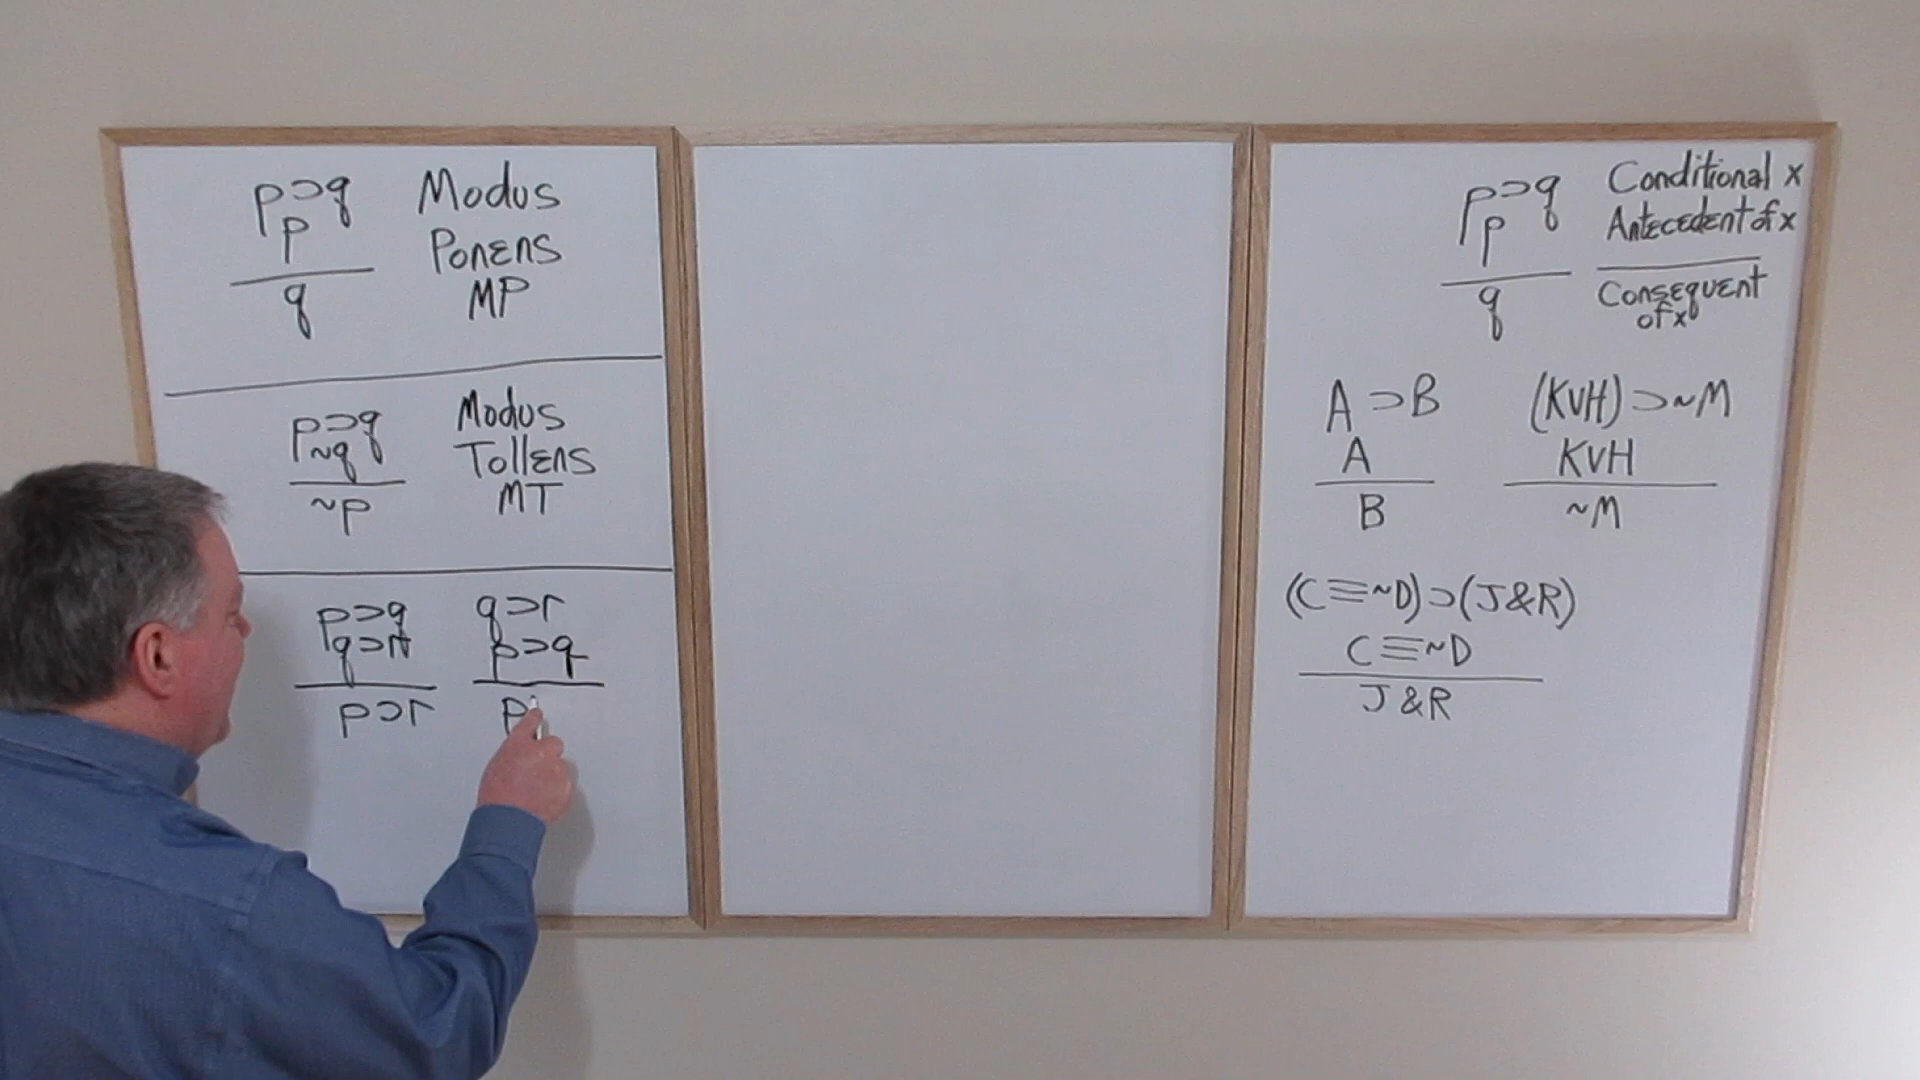 p⊃q
p
q
Modus
Ponens
MP
p⊃q
~q
~p
Modus
Tollens
MT
p⊃q
q⊃r
p⊃r
q⊃r
p⊃q
p
p⊃q
p
q
Conditional x
Antecedent of x
Consequent
of x
A⊃B
A
B
(KvH)⊃~M
KvH
~M
(C≡~D)⊃(J&R)
C≡~D
J&R